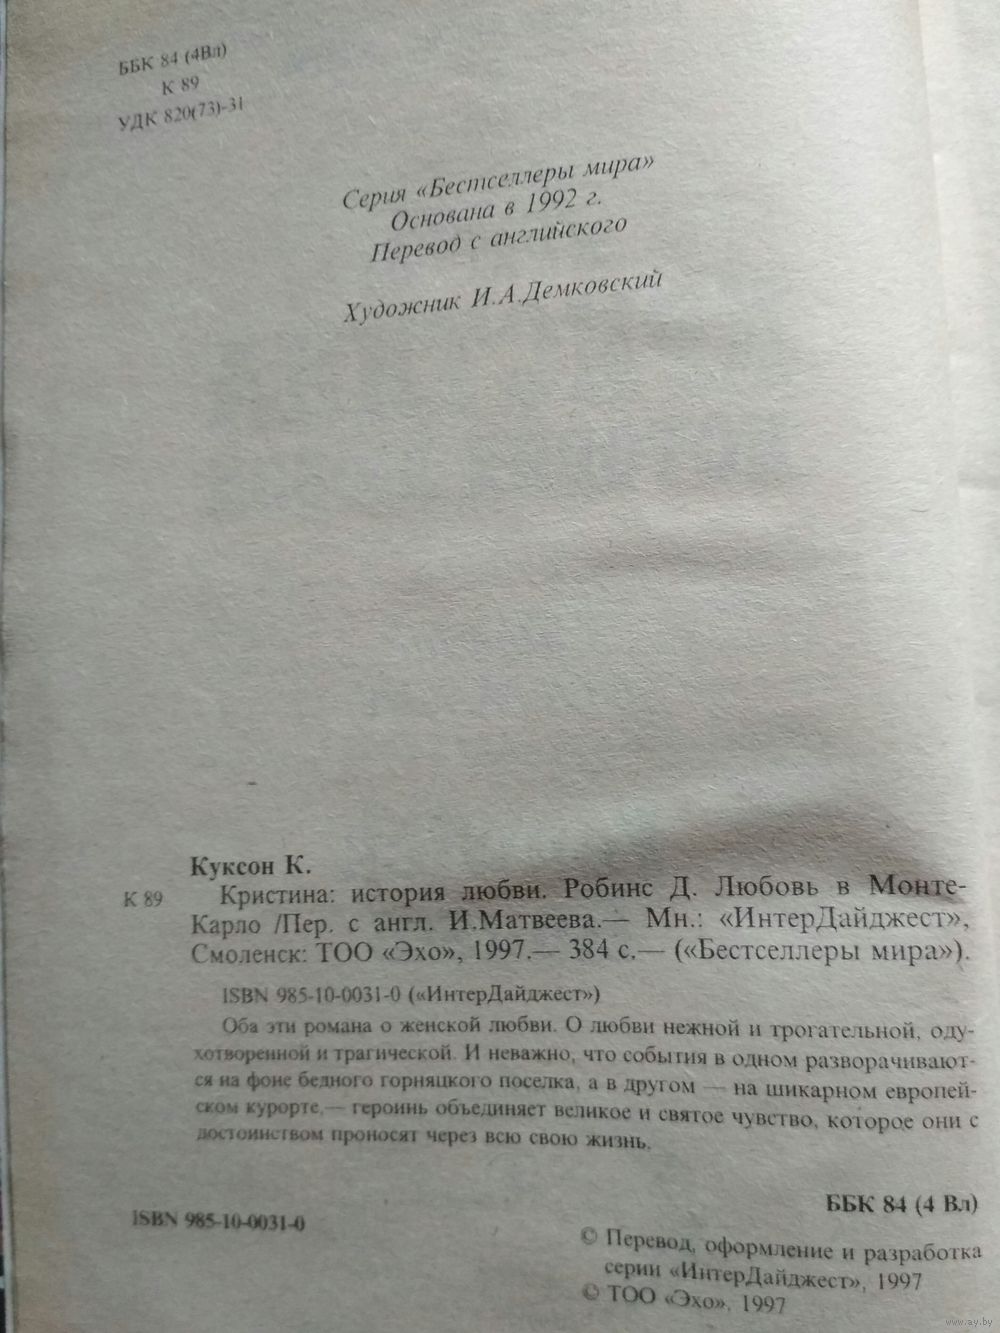 ББК 84 (4Вл)
К 89
УДК 820(73)-31
Серия «Бестселлеры мира»
Основана в 1992 г.
Перевод с английского
Художник И.А.Демковский
Куксон К.
К 89 Кристина: история любви. Робинс Д. Любовь в Монте-
Карло /Пер. с англ. И.Матвеева.— Мн.: «ИнтерДайджест»,
Смоленск: ТОО «Эхо», 1997.— 384 с.— («Бестселлеры мира»).
ISBN 985-10-0031-0 («ИнтерДайджест»)
Оба эти романа о женской любви. О любви нежной и трогательной, оду-
хотворенной и трагической. И неважно, что события в одном разворачивают-
ся на фоне бедного горняцкого поселка, а в другом — на шикарном европей-
ском курорте,— героинь объединяет великое и святое чувство, которое они с
достоинством проносят через всю свою жизнь.
ББК 84 (4 Вл)
ISBN 985-10-0031-0
© Перевод, оформление и разработка
серии «ИнтерДайджест», 1997
© ТОО «Эхо», 1997
www.ay.by